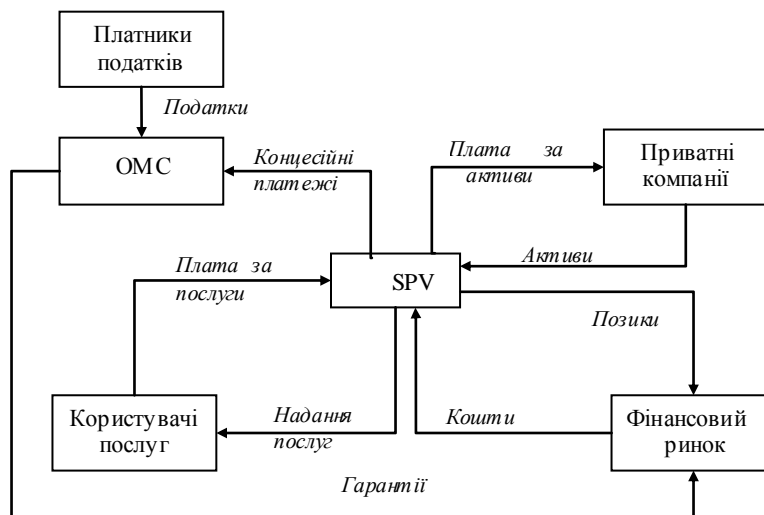 Платники
податків
Податки
ОМС
Концесійні
платежі
Плата за
активи
Приватні
компанії
Активи
Плата за
послуги
SPV
Позики
Користувачі
послуг
Надання
послуг
Кошти
Фінансовий
ринок
Гарантії